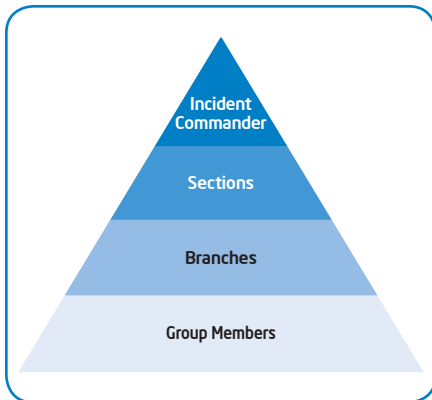 Incident
Commander
Sections
Branches
Group Members